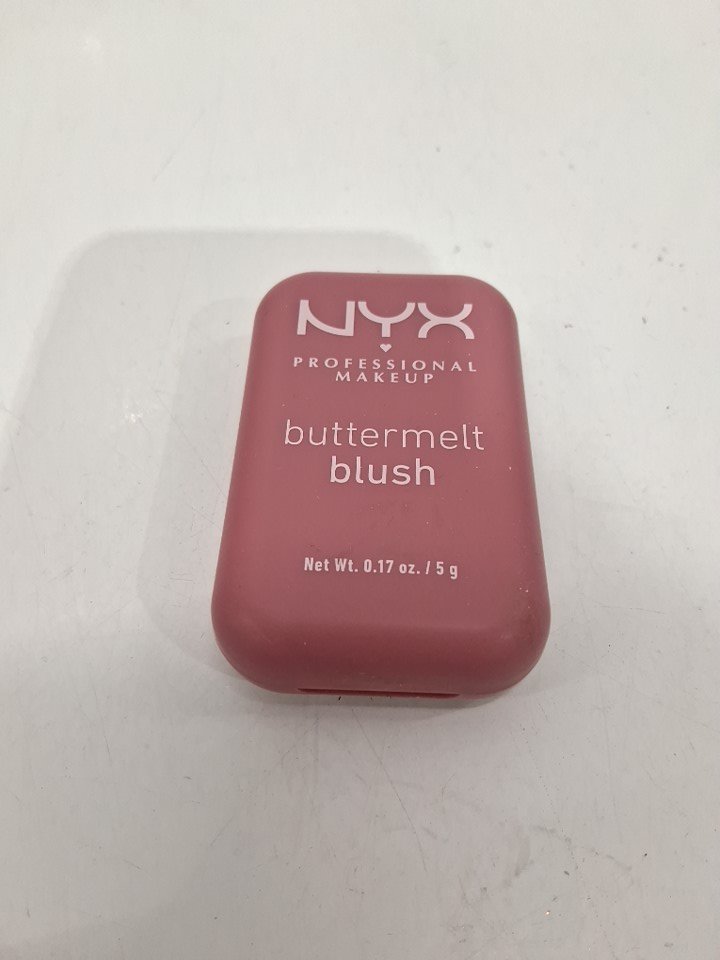 NYX
PROFESSIONAL
MAKEUP
buttermelt
blush
Net Wt. 0.17 oz. / 5 g